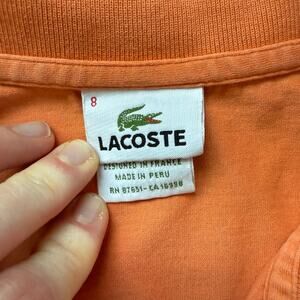 8
LACOSTE
DESIGNED IN FRANCE
MADE IN PERU
RN 87651 - CA 16998